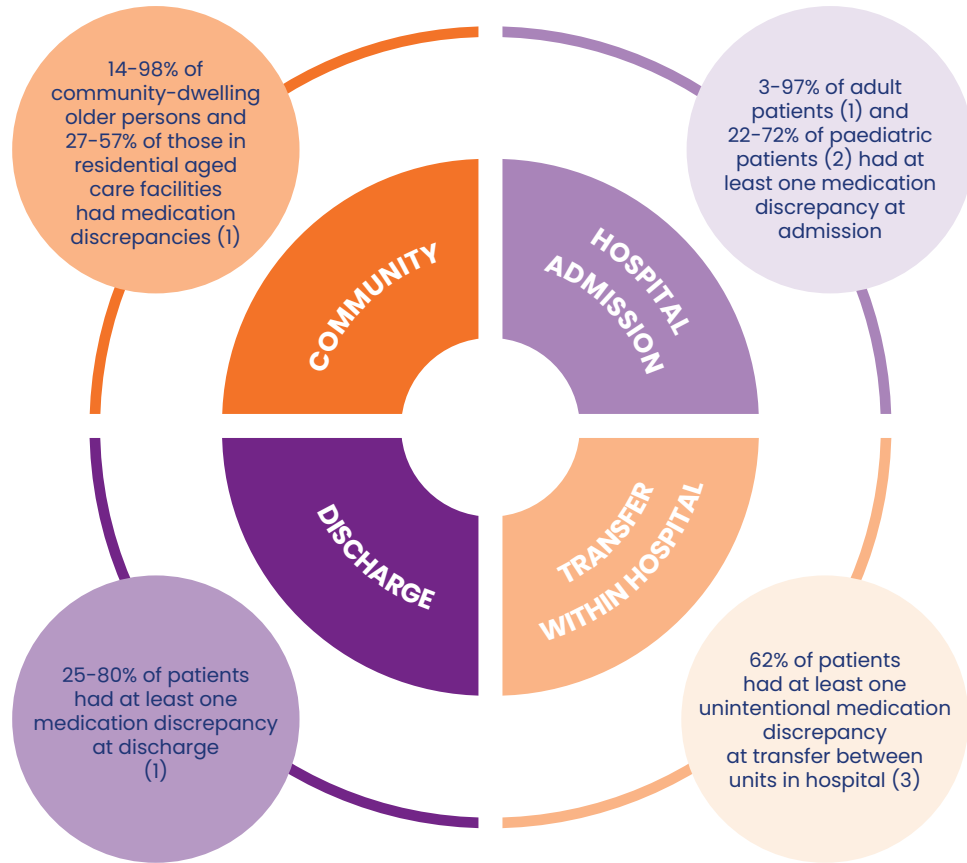 14-98% of
community-dwelling
older persons and
27-57% of those in
residential aged
care facilities
had medication
discrepancies (1)
3-97% of adult
patients (1) and
22-72% of paediatric
patients (2) had at
least one medication
discrepancy at
admission
COMMUNITY
HOSPITAL
ADMISSION
DISCHARGE
TRANSFER
WITHIN HOSPITAL
25-80% of patients
had at least one
medication discrepancy
at discharge
(1)
62% of patients
had at least one
unintentional medication
discrepancy
at transfer between
units in hospital (3)